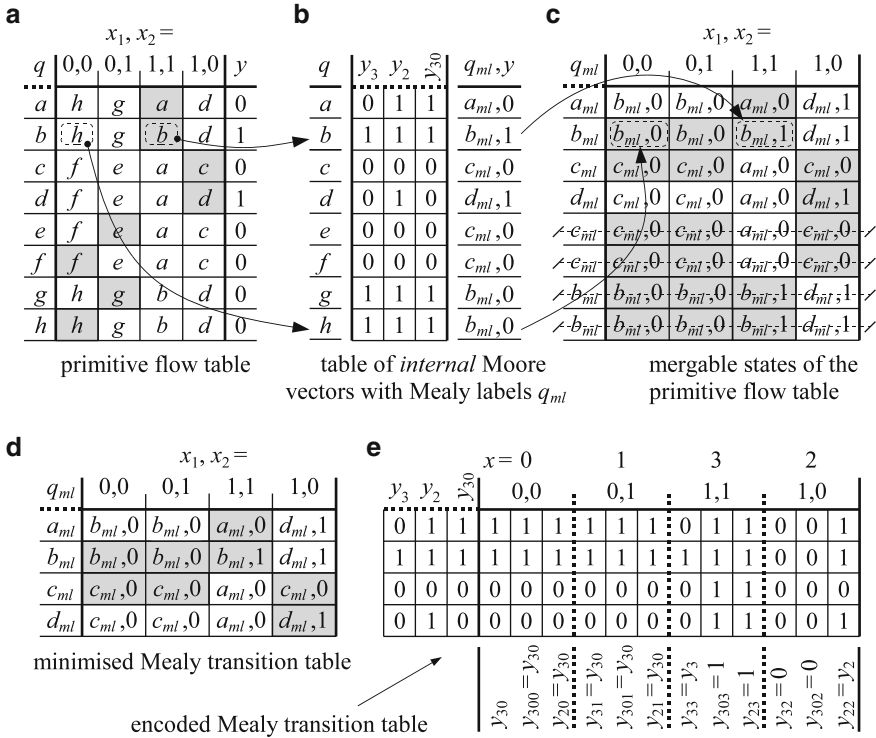 a
x1, x2 =
q 0,0 0,1 1,1 1,0 y
a h g a d 0
b h g b d 1
c f e a c 0
d f e a d 1
e f e a c 0
f f e a c 0
g h g b d 0
h h g b d 0
primitive flow table
b
q y3 y2 y30 qml, y
a 0 1 1 aml,0
b 1 1 1 bml,1
c 0 0 0 cml,0
d 0 1 0 dml,1
e 0 0 0 cml,0
f 0 0 0 cml,0
g 1 1 1 bml,0
h 1 1 1 bml,0
table of internal Moore
vectors with Mealy labels qml
c
x1, x2 =
qml 0,0 0,1 1,1 1,0
aml bml,0 bml,0 aml,0 dml,1
bml bml,0 bml,0 bml,1 dml,1
cml cml,0 cml,0 aml,0 cml,0
dml cml,0 cml,0 aml,0 dml,1
cml cml,0 cml,0 aml,0 cml,0
cml cml,0 cml,0 aml,0 cml,0
bml bml,0 bml,0 bml,1 dml,1
bml bml,0 bml,0 bml,1 dml,1
mergable states of the
primitive flow table
d
x1, x2 =
qml 0,0 0,1 1,1 1,0
aml bml,0 bml,0 aml,0 dml,1
bml bml,0 bml,0 bml,1 dml,1
cml cml,0 cml,0 aml,0 cml,0
dml cml,0 cml,0 aml,0 dml,1
minimised Mealy transition table
e
x = 0 1 3 2
y3 y2 y30 0,0 0,1 1,1 1,0
0 1 1 1 1 1 1 1 1 0 1 1 0 0 1
1 1 1 1 1 1 1 1 1 1 1 1 0 0 1
0 0 0 0 0 0 0 0 0 0 1 1 0 0 0
0 1 0 0 0 0 0 0 0 0 1 1 0 0 1
y30 y300 = y30 y20 = y30 y31 = y30 y301 = y30 y21 = y30 y33 = y3 y303 = 1 y23 = 1 y32 = 0 y302 = 0 y22 = y2
encoded Mealy transition table